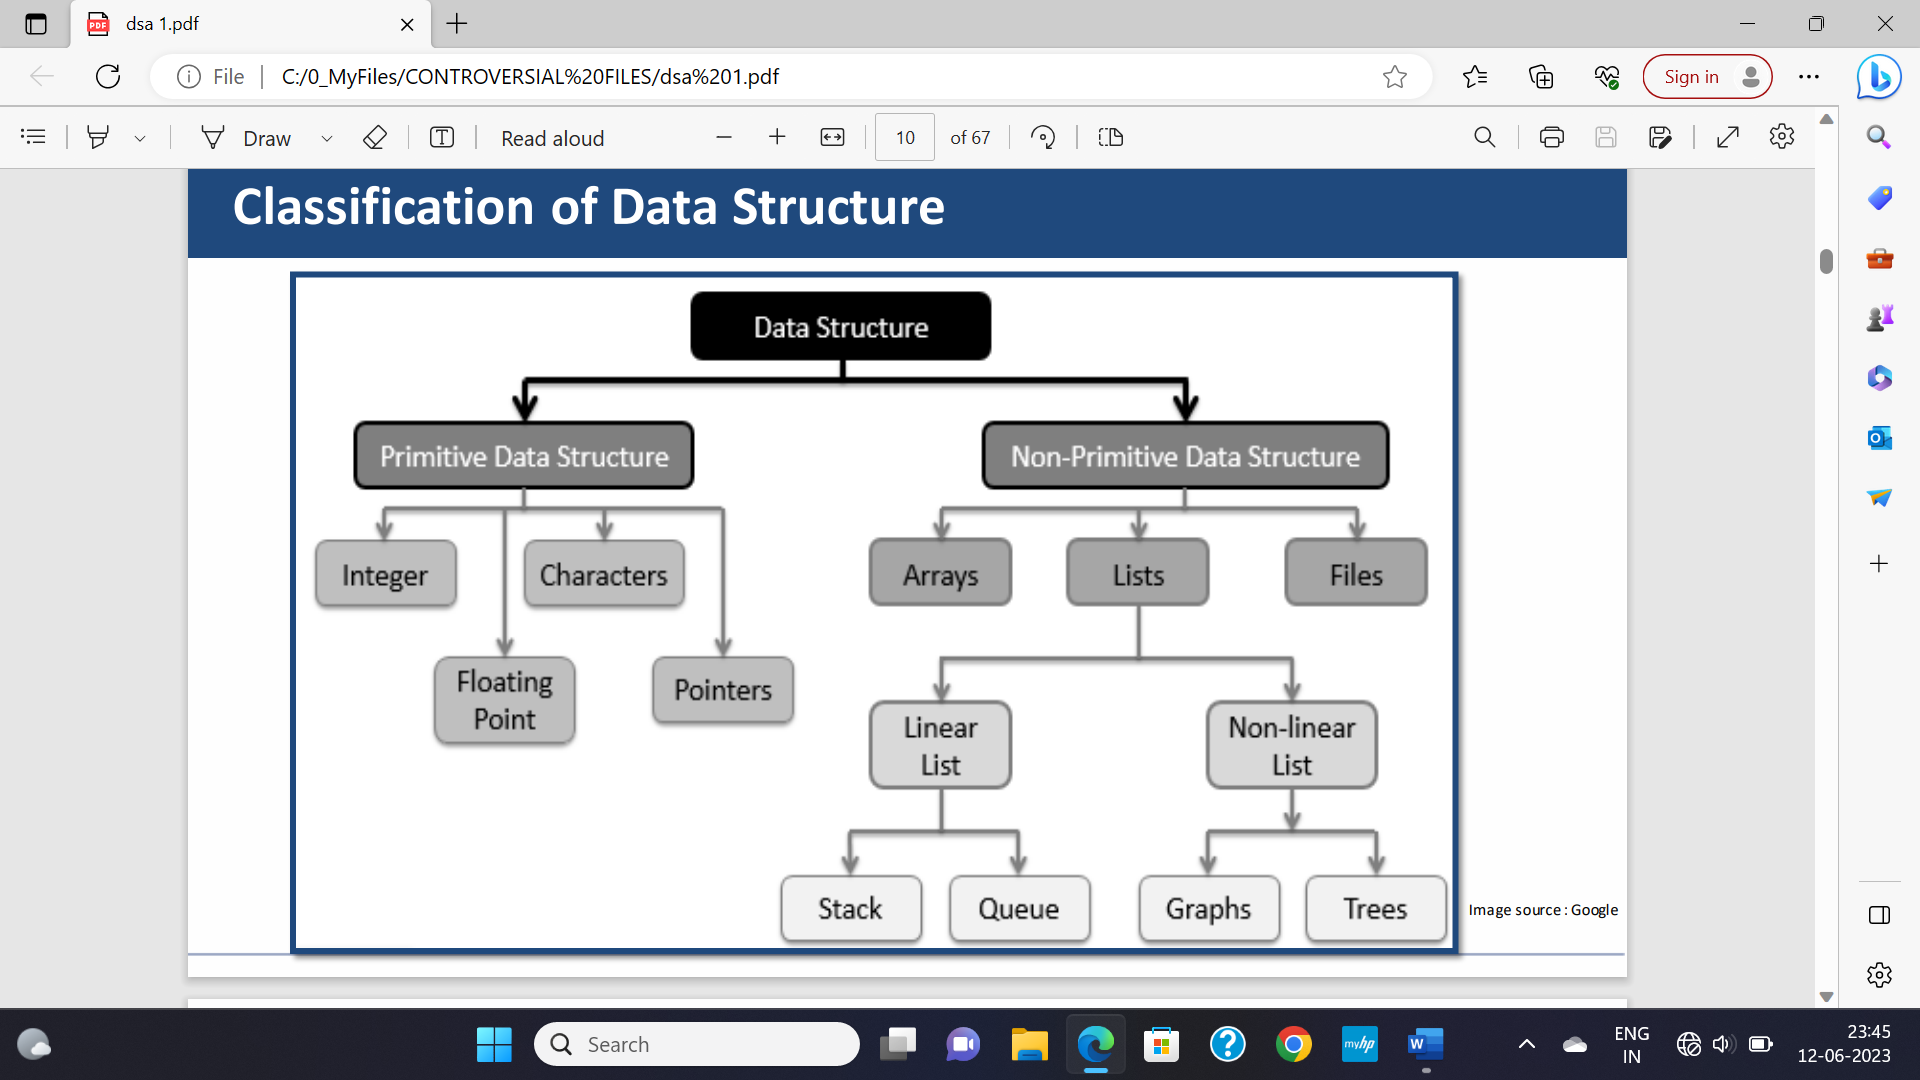 dsa 1.pdf
File C:/0_MyFiles/CONTROVERSIAL%20FILES/dsa%201.pdf Sign in
Draw Read aloud 10 of 67
Classification of Data Structure
Data Structure
Primitive Data Structure Non-Primitive Data Structure
Integer Characters Arrays Lists Files
Floating
Point
Pointers
Linear
List
Non-linear
List
Stack Queue Graphs Trees
Image source : Google
Search
ENG
IN
23:45
12-06-2023
PDF
myhp
W